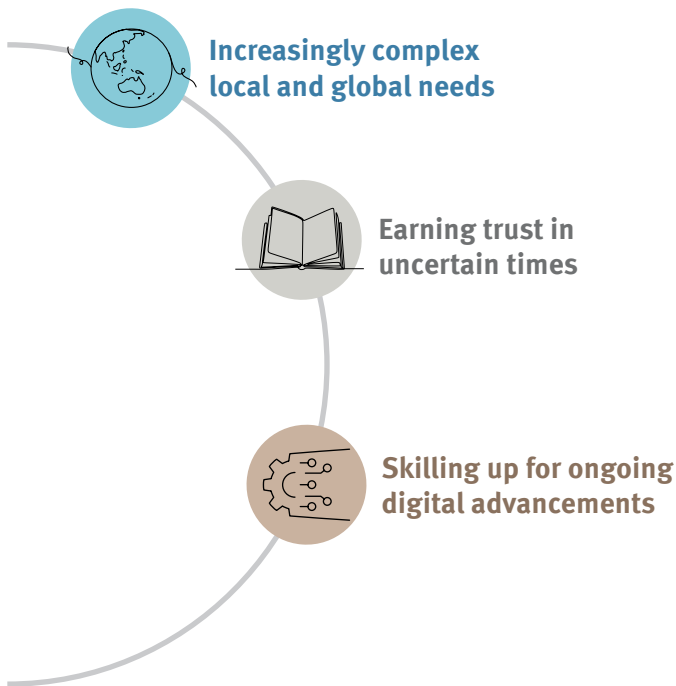 Increasingly complex
local and global needs
Earning trust in
uncertain times
Skilling up for ongoing
digital advancements